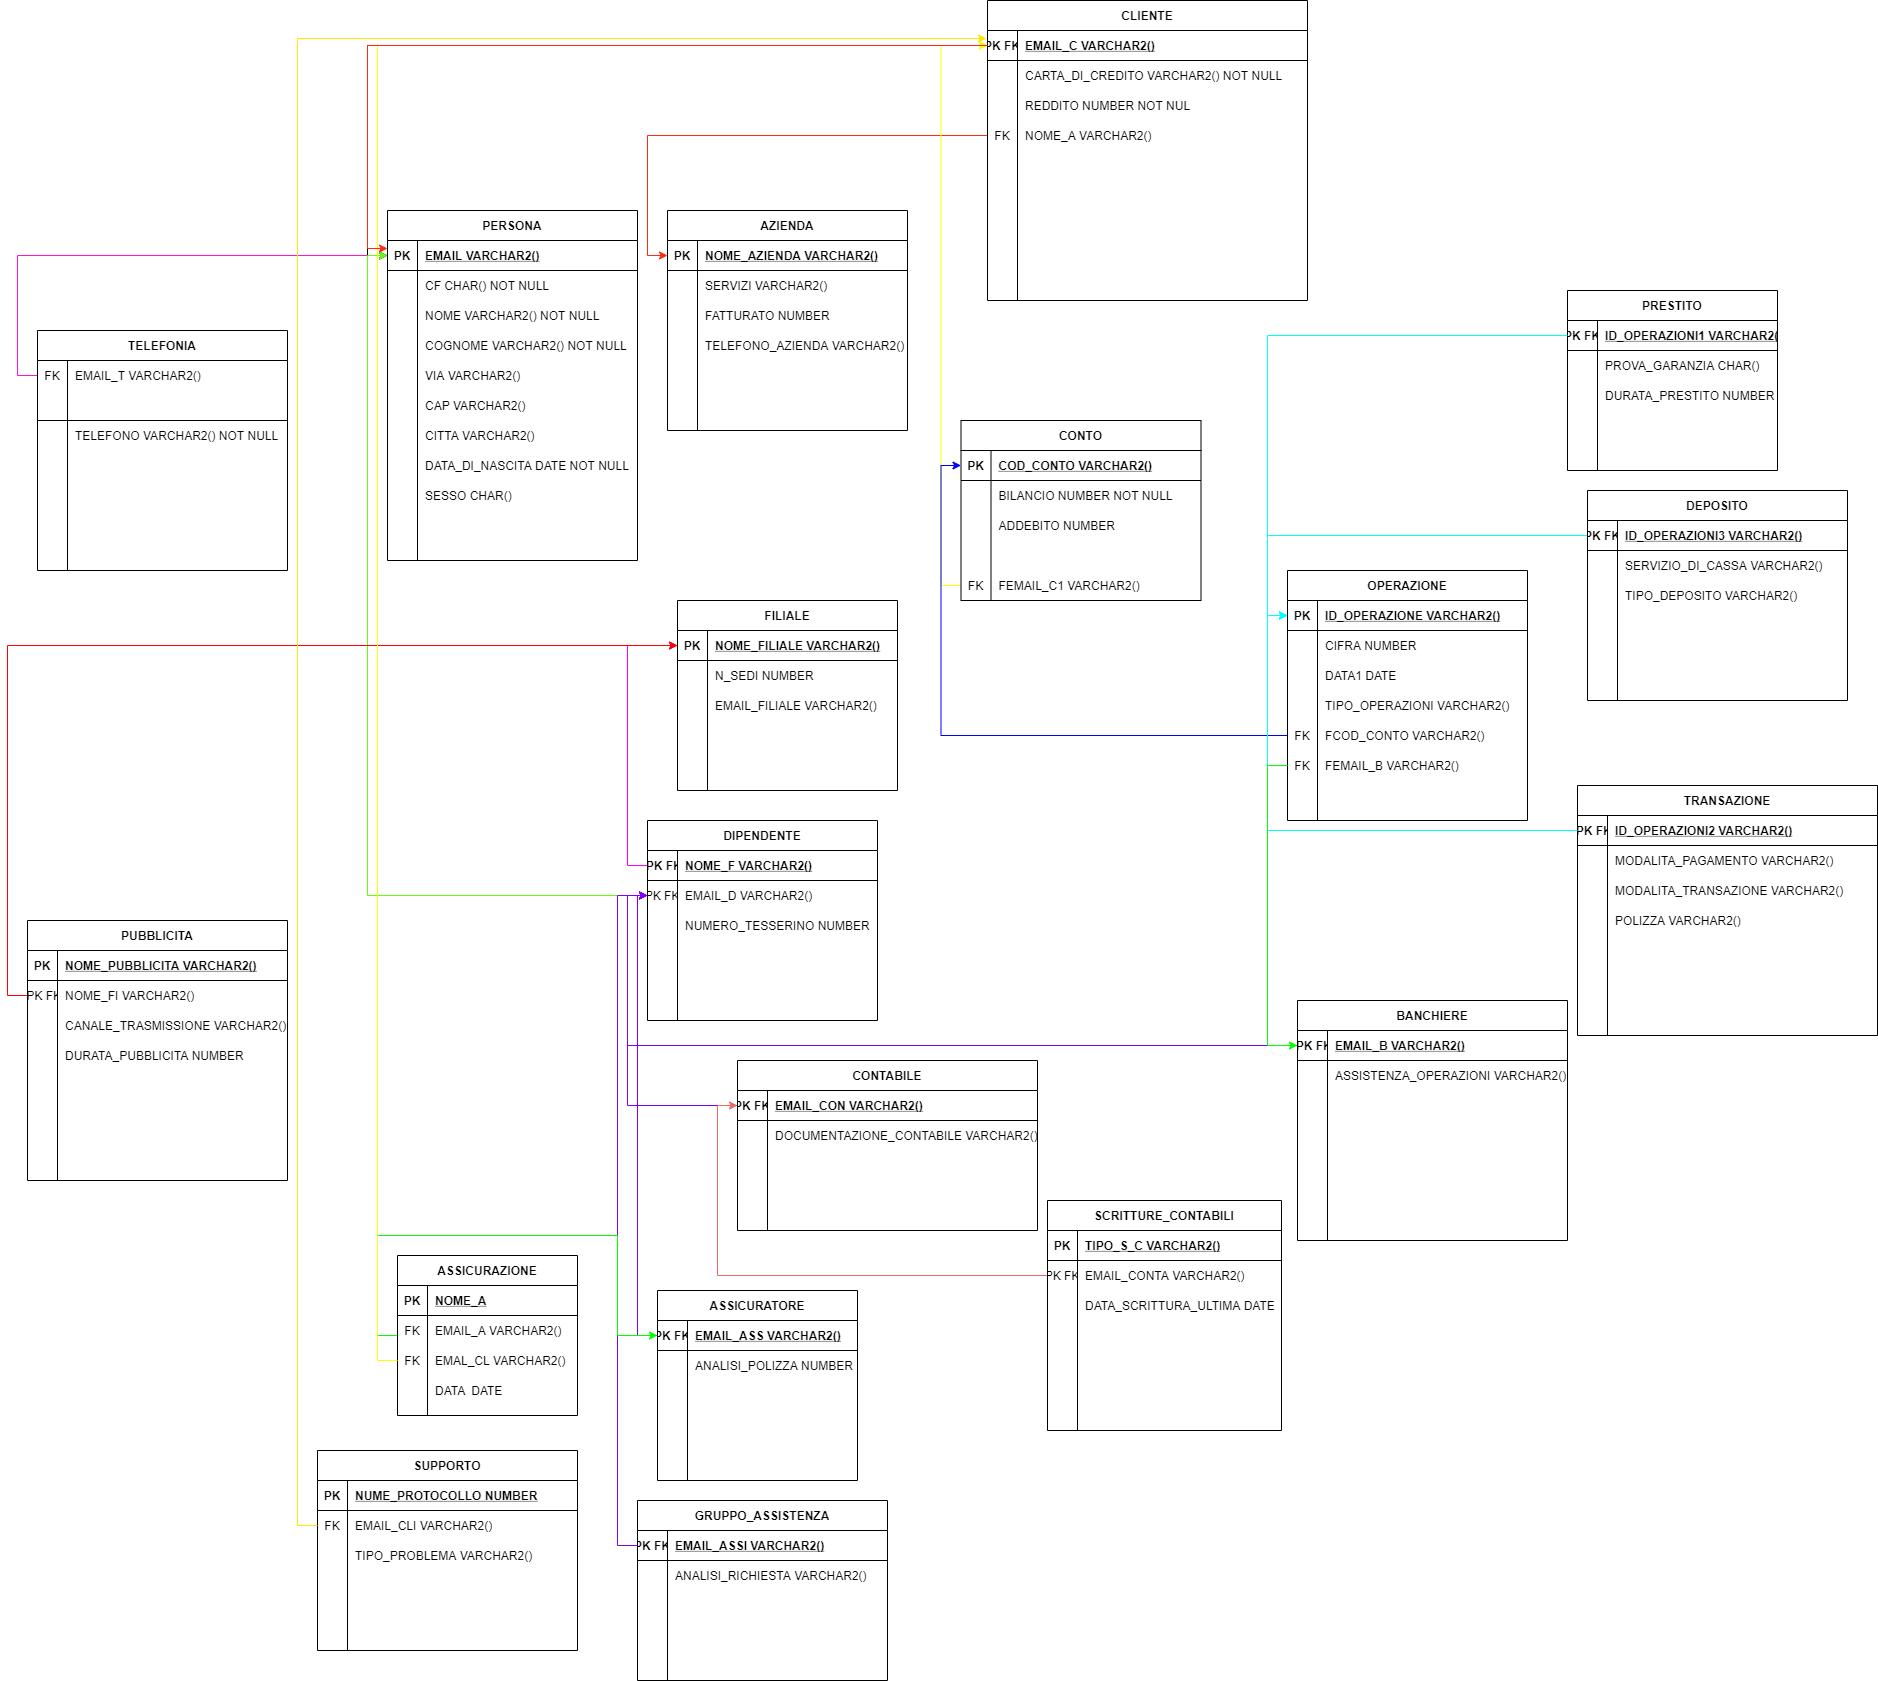 CLIENTE
PK FK EMAIL_C VARCHAR2()
CARTA_DI_CREDITO VARCHAR2() NOT NULL
REDDITO NUMBER NOT NUL
FK NOME_A VARCHAR2()
PERSONA
PK EMAIL VARCHAR2()
CF CHAR() NOT NULL
NOME VARCHAR2() NOT NULL
COGNOME VARCHAR2() NOT NULL
VIA VARCHAR2()
CAP VARCHAR2()
CITTA VARCHAR2()
DATA_DI_NASCITA DATE NOT NULL
SESSO CHAR()
AZIENDA
PK NOME_AZIENDA VARCHAR2()
SERVIZI VARCHAR2()
FATTURATO NUMBER
TELEFONO_AZIENDA VARCHAR2()
TELEFONIA
FK EMAIL_T VARCHAR2()
TELEFONO VARCHAR2() NOT NULL
PRESTITO
PK FK ID_OPERAZIONI1 VARCHAR2(
PROVA_GARANZIA CHAR()
DURATA_PRESTITO NUMBER
CONTO
PK COD_CONTO VARCHAR2()
BILANCIO NUMBER NOT NULL
ADDEBITO NUMBER
FK FEMAIL_C1 VARCHAR2()
DEPOSITO
PK FK ID_OPERAZIONI3 VARCHAR2()
SERVIZIO_DI_CASSA VARCHAR2()
TIPO_DEPOSITO VARCHAR2()
OPERAZIONE
PK ID_OPERAZIONE VARCHAR2()
CIFRA NUMBER
DATA1 DATE
TIPO_OPERAZIONI VARCHAR2()
FK FCOD_CONTO VARCHAR2()
FK FEMAIL_B VARCHAR2()
FILIALE
PK NOME_FILIALE VARCHAR2()
N_SEDI NUMBER
EMAIL_FILIALE VARCHAR2()
TRANSAZIONE
PK FK ID_OPERAZIONI2 VARCHAR2()
MODALITA_PAGAMENTO VARCHAR2()
MODALITA_TRANSAZIONE VARCHAR2()
POLIZZA VARCHAR2()
DIPENDENTE
PK FK NOME_F VARCHAR2()
PK FK EMAIL_D VARCHAR2()
NUMERO_TESSERINO NUMBER
PUBBLICITA
PK NOME_PUBBLICITA VARCHAR2()
PK FK NOME_FI VARCHAR2()
CANALE_TRASMISSIONE VARCHAR2()
DURATA_PUBBLICITA NUMBER
BANCHIERE
PK FK EMAIL_B VARCHAR2()
ASSISTENZA_OPERAZIONI VARCHAR2()
CONTABILE
PK FK EMAIL_CON VARCHAR2()
DOCUMENTAZIONE_CONTABILE VARCHAR2()
SCRITTURE_CONTABILI
PK TIPO_S_C VARCHAR2()
PK FK EMAIL_CONTA VARCHAR2()
DATA_SCRITTURA_ULTIMA DATE
ASSICURAZIONE
PK NOME_A
FK EMAIL_A VARCHAR2()
FK EMAL_CL VARCHAR2()
DATA DATE
ASSICURATORE
PK FK EMAIL_ASS VARCHAR2()
ANALISI_POLIZZA NUMBER
SUPPORTO
PK NUME_PROTOCOLLO NUMBER
FK EMAIL_CLI VARCHAR2()
TIPO_PROBLEMA VARCHAR2()
GRUPPO_ASSISTENZA
PK FK EMAIL_ASSI VARCHAR2()
ANALISI_RICHIESTA VARCHAR2()